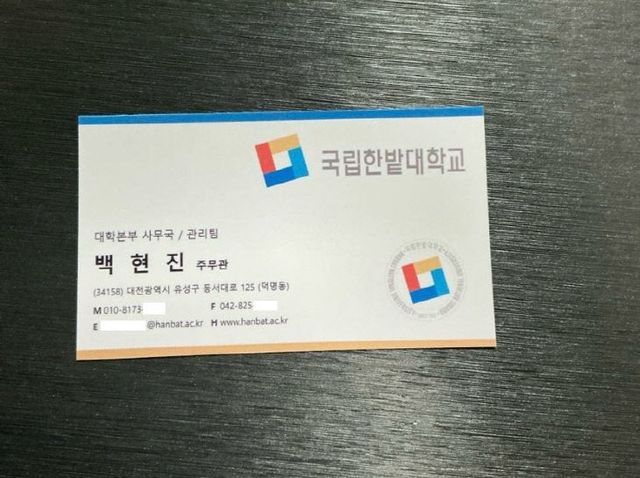 국립한밭대학교
대학본부 사무국 / 관리팀
백 현 진 주무관
(34158) 대전광역시 유성구 동서대로 125 (덕명동)
M 010-8173- F 042-825-
E @hanbat.ac.kr H www.hanbat.ac.kr